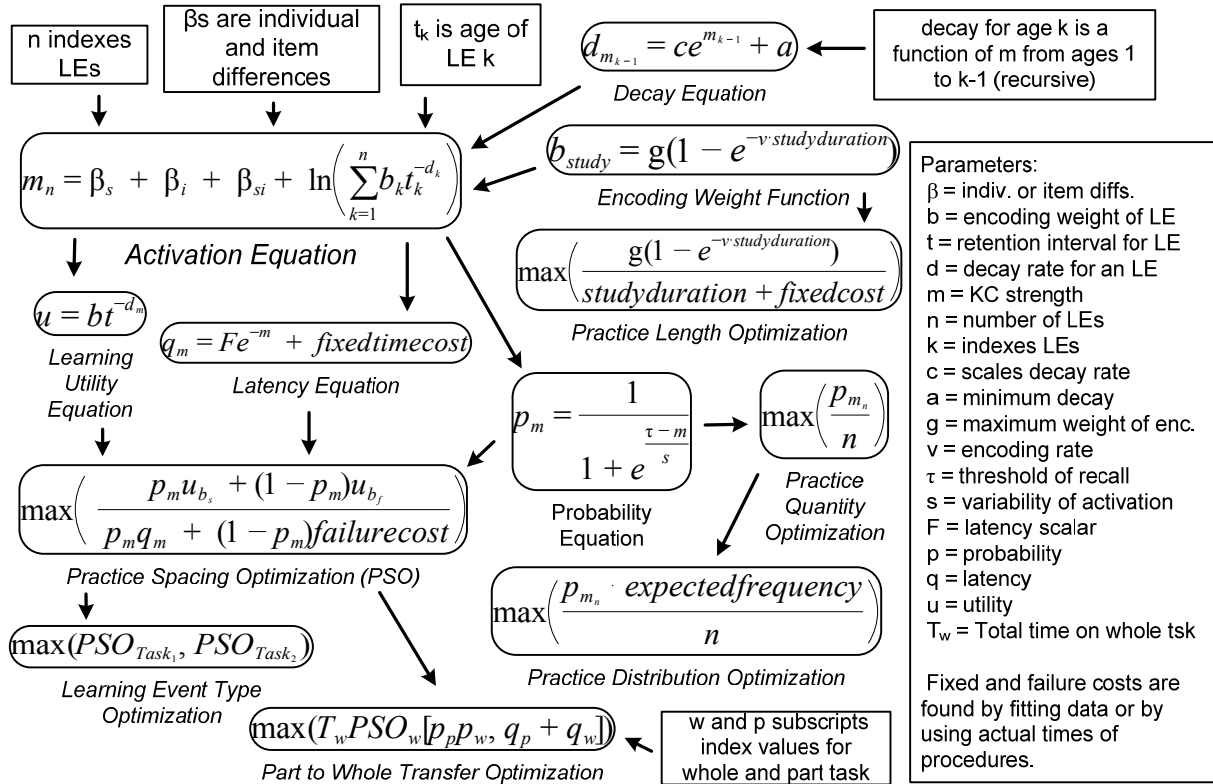 n indexes
LEs
βs are individual
and item
differences
t_k is age of
LE k
d_{m_{k-1}} = ce^{m_{k-1}} + a
Decay Equation
decay for age k is a
function of m from ages 1
to k-1 (recursive)
m_n = β_s + β_i + β_{si} + ln(∑_{k=1}^{n} b_k t_k^{-d_k})
Activation Equation
b_{study} = g(1 − e^{-v·studyduration})
Encoding Weight Function
max(g(1 − e^{-v·studyduration}) / studyduration + fixedcost)
Practice Length Optimization
u = bt^{-d_m}
Learning
Utility
Equation
q_m = Fe^{-m} + fixedtimecost
Latency Equation
p_m = 1 / 1 + e^{(τ − m)/s}
Probability
Equation
max(p_{m_n} / n)
Practice
Quantity
Optimization
max(p_m u_{b_s} + (1 − p_m)u_{b_f} / p_m q_m + (1 − p_m)failurecost)
Practice Spacing Optimization (PSO)
max(p_{m_n} · expectedfrequency / n)
Practice Distribution Optimization
max(PSO_{Task_1}, PSO_{Task_2})
Learning Event Type
Optimization
max(T_w PSO_w[p_p p_w, q_p + q_w])
Part to Whole Transfer Optimization
w and p subscripts
index values for
whole and part task
Parameters:
β = indiv. or item diffs.
b = encoding weight of LE
t = retention interval for LE
d = decay rate for an LE
m = KC strength
n = number of LEs
k = indexes LEs
c = scales decay rate
a = minimum decay
g = maximum weight of enc.
v = encoding rate
τ = threshold of recall
s = variability of activation
F = latency scalar
p = probability
q = latency
u = utility
T_w = Total time on whole tsk
Fixed and failure costs are
found by fitting data or by
using actual times of
procedures.